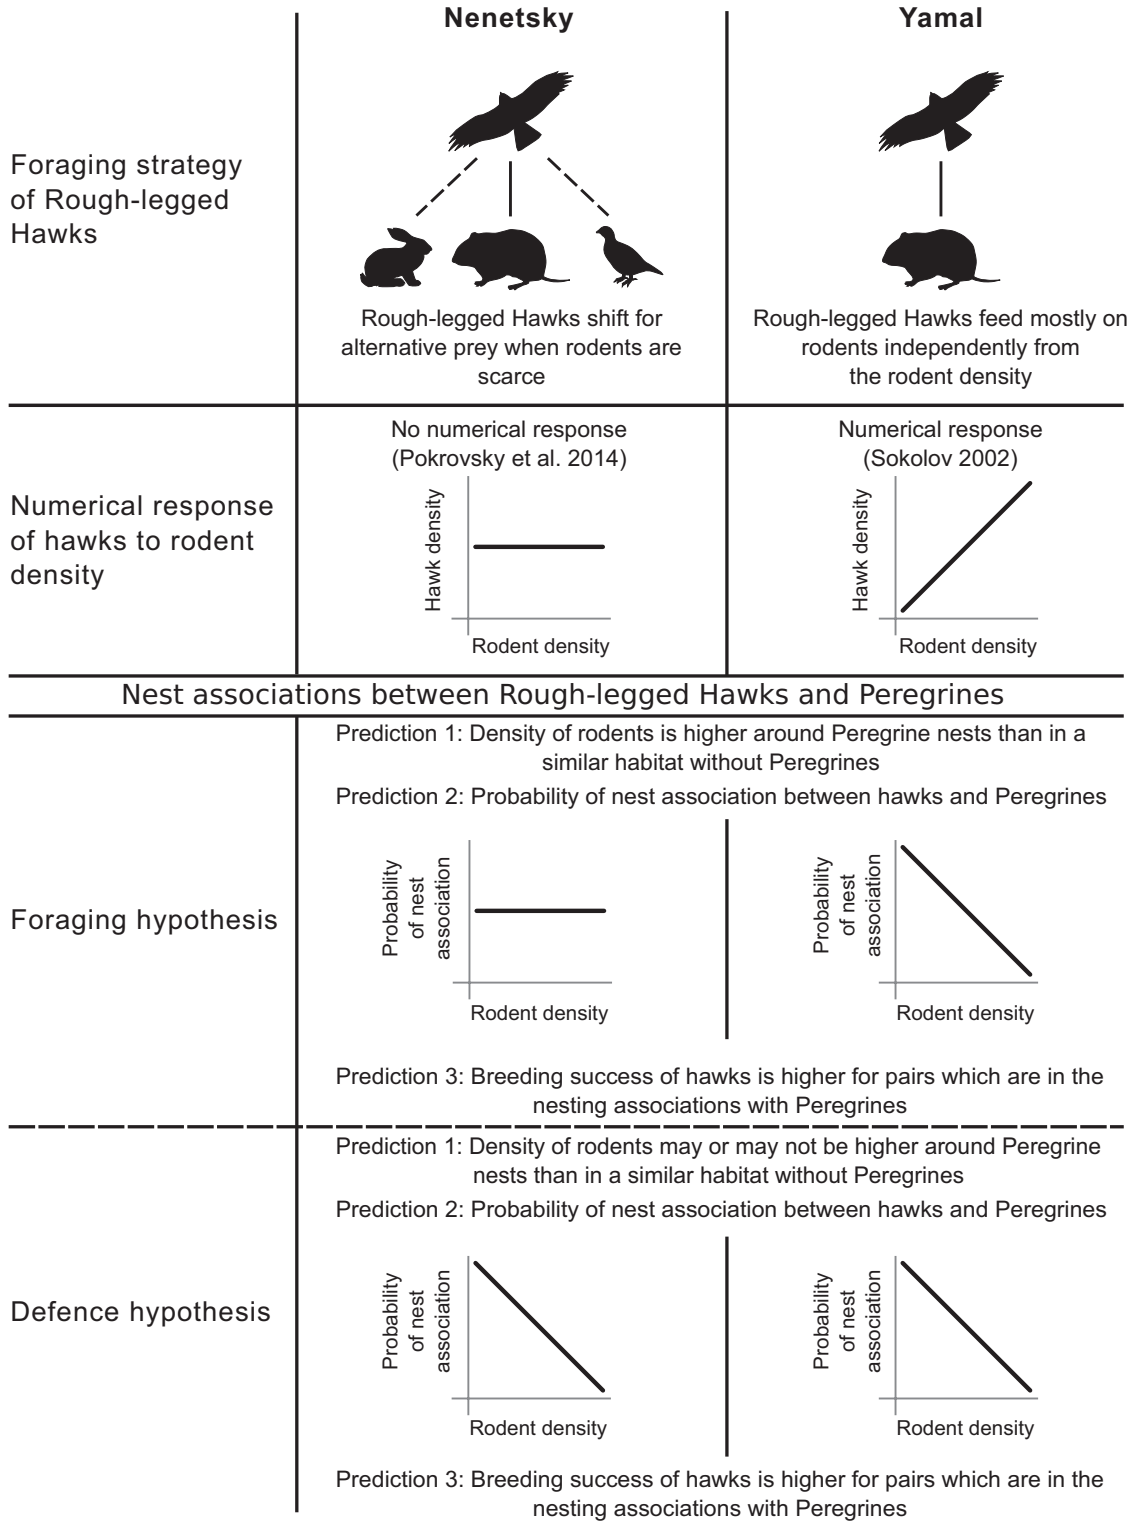 Nenetsky
Yamal
Foraging strategy
of Rough-legged
Hawks
Rough-legged Hawks shift for
alternative prey when rodents are
scarce
Rough-legged Hawks feed mostly on
rodents independently from
the rodent density
Numerical response
of hawks to rodent
density
No numerical response
(Pokrovsky et al. 2014)
Hawk density
Rodent density
Numerical response
(Sokolov 2002)
Hawk density
Rodent density
Nest associations between Rough-legged Hawks and Peregrines
Foraging hypothesis
Prediction 1: Density of rodents is higher around Peregrine nests than in a
similar habitat without Peregrines
Prediction 2: Probability of nest association between hawks and Peregrines
Probability
of nest
association
Rodent density
Probability
of nest
association
Rodent density
Prediction 3: Breeding success of hawks is higher for pairs which are in the
nesting associations with Peregrines
Defence hypothesis
Prediction 1: Density of rodents may or may not be higher around Peregrine
nests than in a similar habitat without Peregrines
Prediction 2: Probability of nest association between hawks and Peregrines
Probability
of nest
association
Rodent density
Probability
of nest
association
Rodent density
Prediction 3: Breeding success of hawks is higher for pairs which are in the
nesting associations with Peregrines